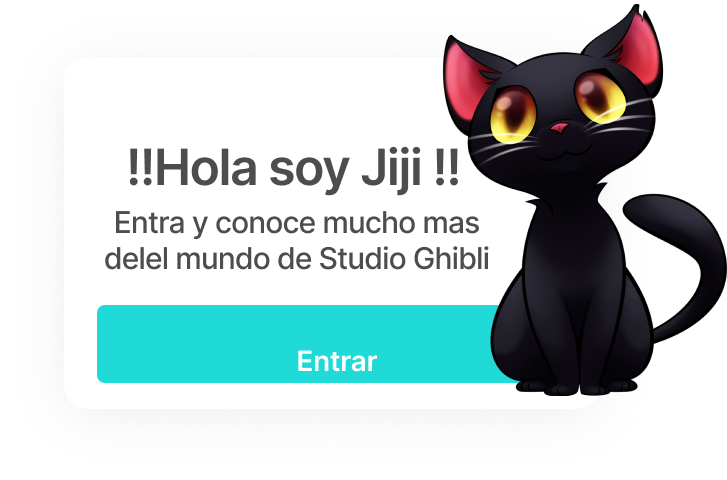 !!Hola soy Jiji !!
Entra y conoce mucho mas
delel mundo de Studio Ghibli
Entrar